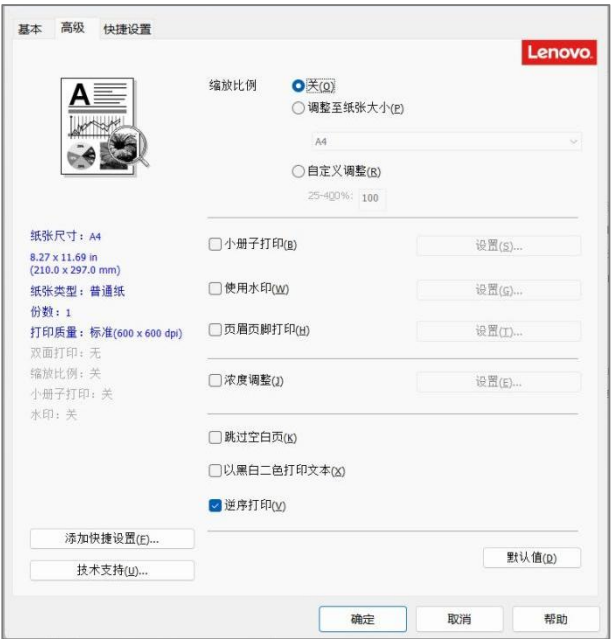 基本 高级 快捷设置
Lenovo.
缩放比例 关(O)
调整至纸张大小(P)
A4
自定义调整(R)
25-400%: 100
纸张尺寸: A4
8.27 x 11.69 in
(210.0 x 297.0 mm)
纸张类型: 普通纸
份数: 1
打印质量: 标准(600 x 600 dpi)
双面打印: 无
缩放比例: 关
小册子打印: 关
水印: 关
小册子打印(B) 设置(S)...
使用水印(W) 设置(G)...
页眉页脚打印(H) 设置(T)...
浓度调整(J) 设置(E)...
跳过空白页(K)
以黑白二色打印文本(X)
逆序打印(V)
添加快捷设置(F)...
技术支持(U)...
默认值(D)
确定 取消 帮助